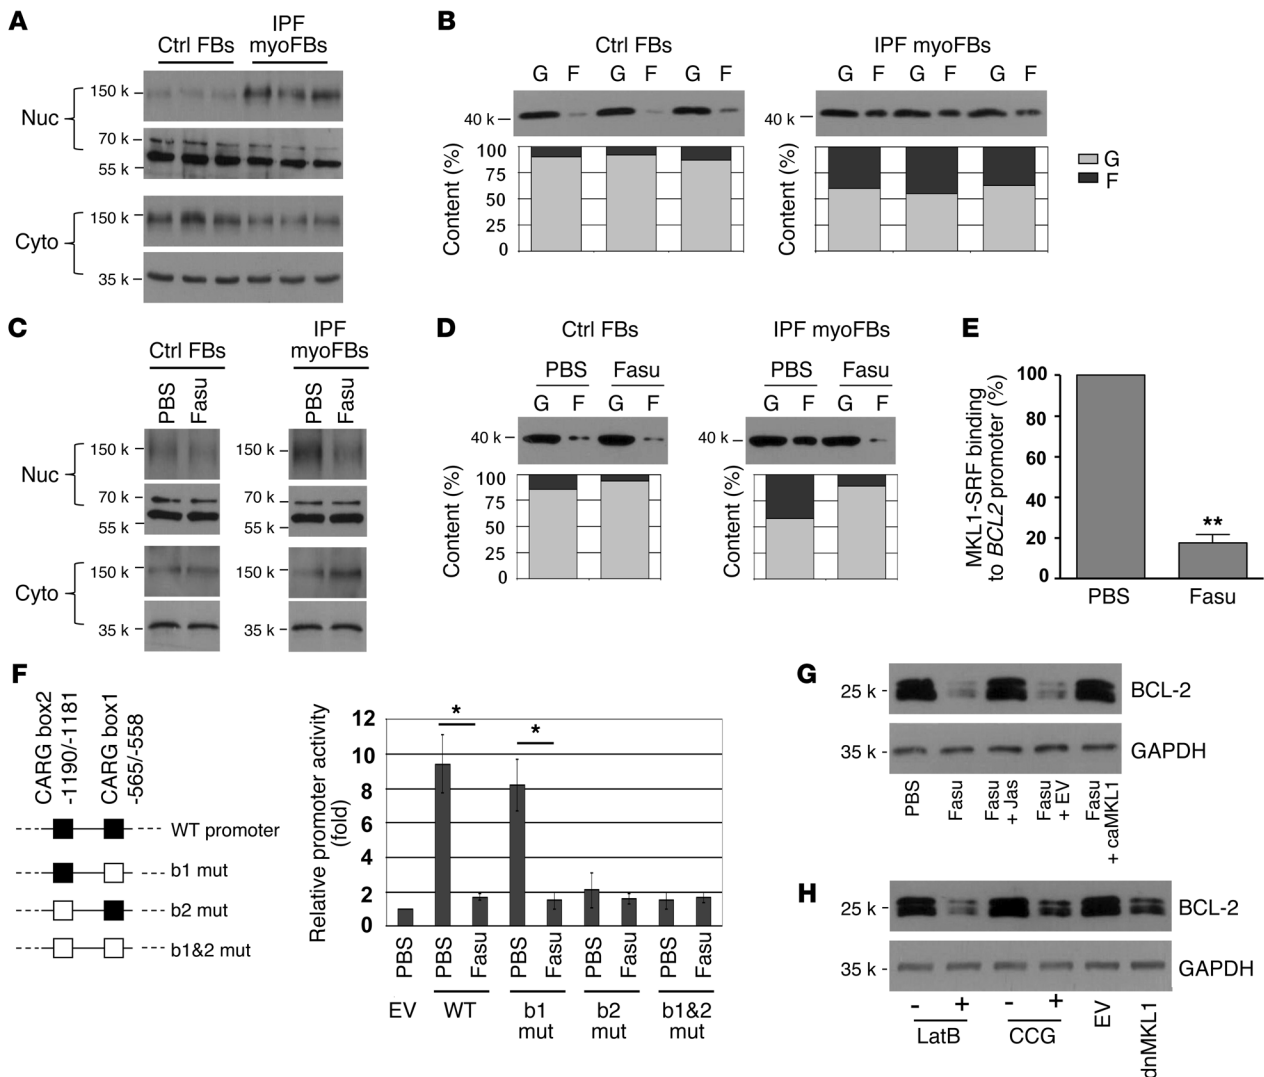 A
Ctrl FBs
IPF
myoFBs
Nuc
150 k
70 k
55 k
Cyto
150 k
35 k
B
Ctrl FBs
IPF myoFBs
G F G F G F
G F G F G F
40 k
40 k
Content (%)
100
75
50
25
0
Content (%)
100
75
50
25
0
G
F
C
Ctrl FBs
IPF
myoFBs
PBS
Fasu
PBS
Fasu
Nuc
150 k
70 k
55 k
Cyto
150 k
35 k
150 k
70 k
55 k
150 k
35 k
D
Ctrl FBs
IPF myoFBs
PBS Fasu
PBS Fasu
G F G F
G F G F
40 k
40 k
Content (%)
100
75
50
25
0
Content (%)
100
75
50
25
0
E
MKL1-SRF binding
to BCL2 promoter (%)
100
80
60
40
20
0
**
PBS
Fasu
F
CARG box2
-1190/-1181
CARG box1
-565/-558
WT promoter
b1 mut
b2 mut
b1&2 mut
Relative promoter activity
(fold)
12
10
8
6
4
2
0
*
*
PBS
PBS
Fasu
PBS
Fasu
PBS
Fasu
PBS
Fasu
EV
WT
b1
mut
b2
mut
b1&2
mut
G
25 k -
BCL-2
35 k -
GAPDH
PBS
Fasu
Fasu
+ Jas
Fasu
+ EV
Fasu
+ caMKL1
H
25 k -
BCL-2
35 k -
GAPDH
- +
LatB
- +
CCG
EV
dnMKL1